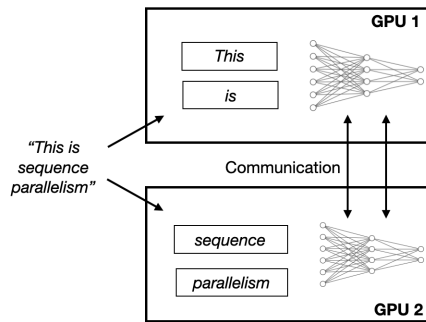 GPU 1
This
is
"This is
sequence
parallelism"
Communication
sequence
parallelism
GPU 2